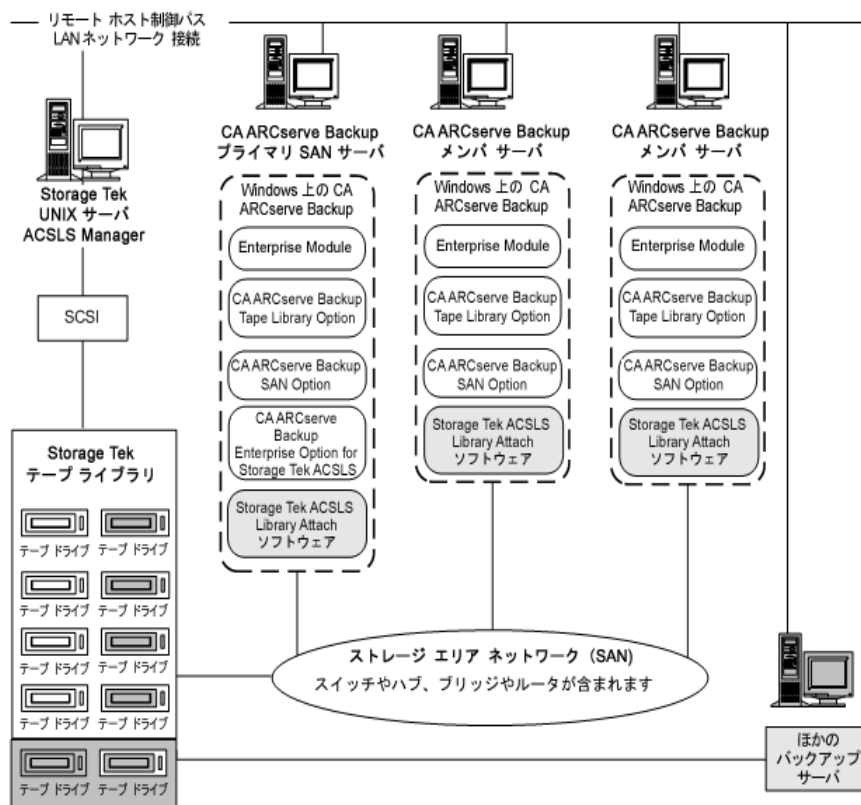 リモート ホスト制御パス
LANネットワーク 接続
Storage Tek
UNIX サーバ
ACSLS Manager
SCSI
CA ARCserve Backup
プライマリ SAN サーバ
Windows 上の CA
ARCserve Backup
Enterprise Module
CA ARCserve Backup
Tape Library Option
CA ARCserve Backup
SAN Option
CA ARCserve
Backup
Enterprise Option for
Storage Tek ACSLS
Storage Tek ACSLS
Library Attach
ソフトウェア
CA ARCserve Backup
メンバ サーバ
Windows 上の CA
ARCserve Backup
Enterprise Module
CA ARCserve Backup
Tape Library Option
CA ARCserve Backup
SAN Option
Storage Tek ACSLS
Library Attach
ソフトウェア
CA ARCserve Backup
メンバ サーバ
Windows 上の CA
ARCserve Backup
Enterprise Module
CA ARCserve Backup
Tape Library Option
CA ARCserve Backup
SAN Option
Storage Tek ACSLS
Library Attach
ソフトウェア
Storage Tek
テープ ライブラリ
テープ ドライブ テープ ドライブ
テープ ドライブ テープ ドライブ
テープ ドライブ テープ ドライブ
テープ ドライブ テープ ドライブ
テープ ドライブ テープ ドライブ
ストレージ エリア ネットワーク (SAN)
スイッチやハブ、ブリッジやルータが含まれます
ほかの
バックアップ
サーバ